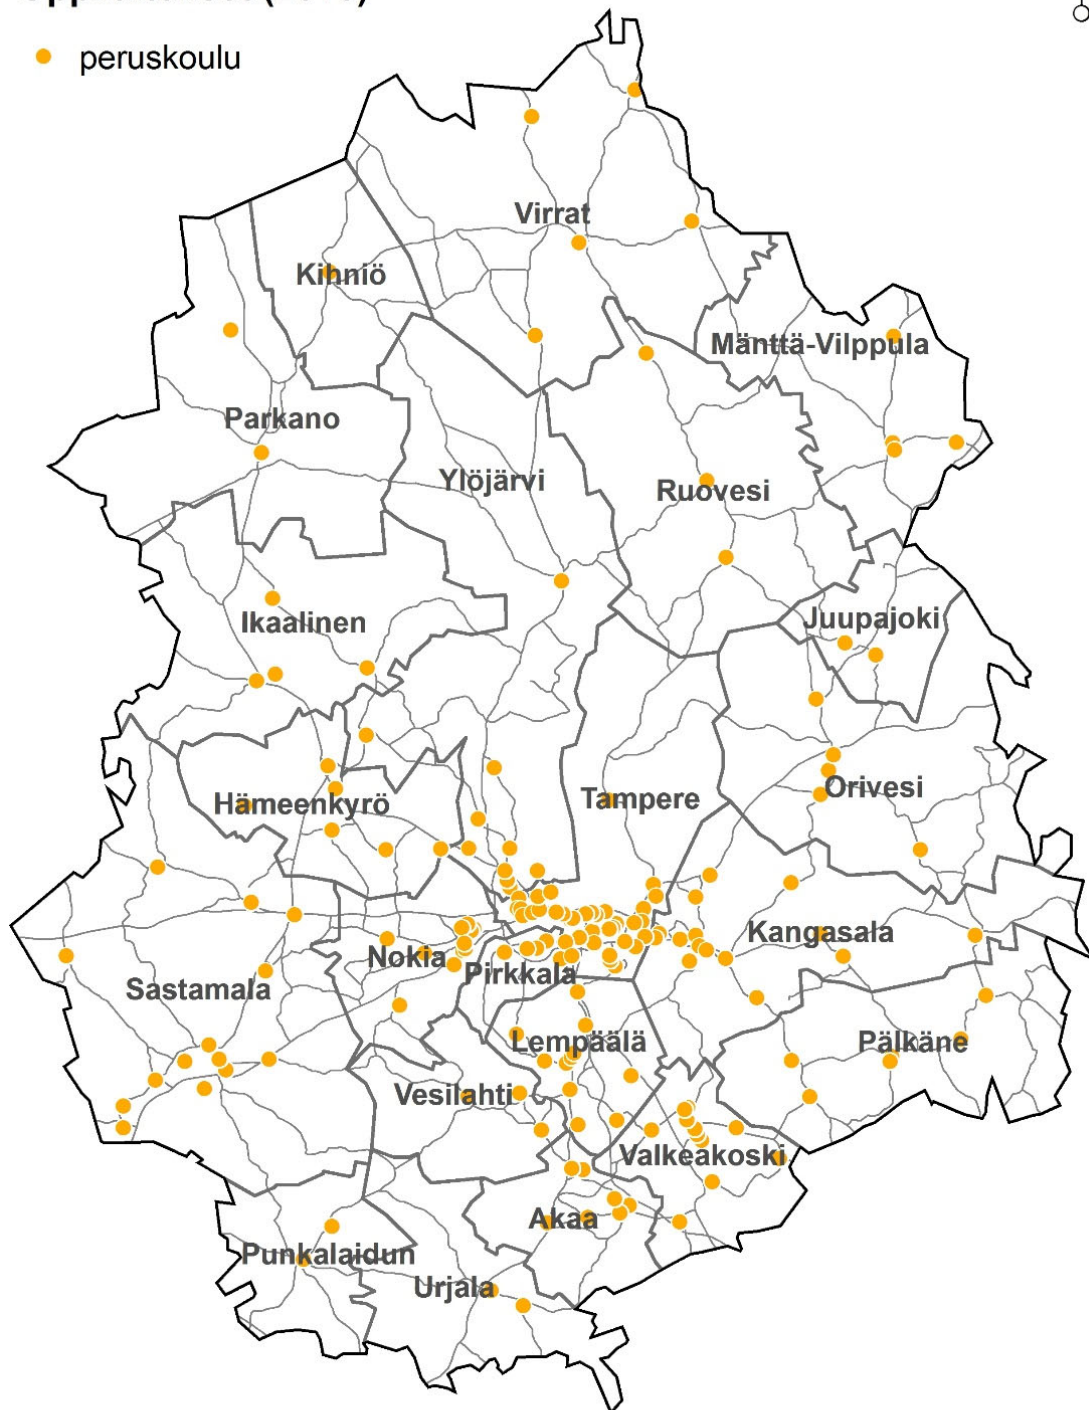 peruskoulu
Virrat
Kihniö
Mänttä-Vilppula
Parkano
Ylöjärvi
Ruovesi
Ikaalinen
Juupajoki
Hämeenkyrö
Tampere
Orivesi
Kangasala
Nokia
Pirkkala
Sastamala
Lempäälä
Pälkäne
Vesilahti
Valkeakoski
Akaa
Punkalaidun
Urjala